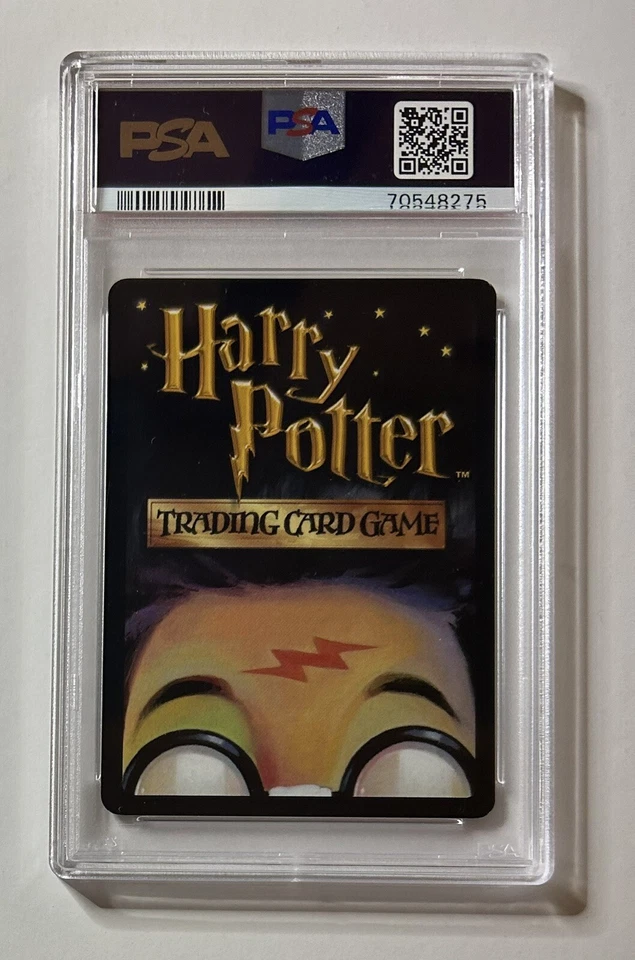 PSA
PSA
70548275
Harry
Potter
™
TRADING CARD GAME